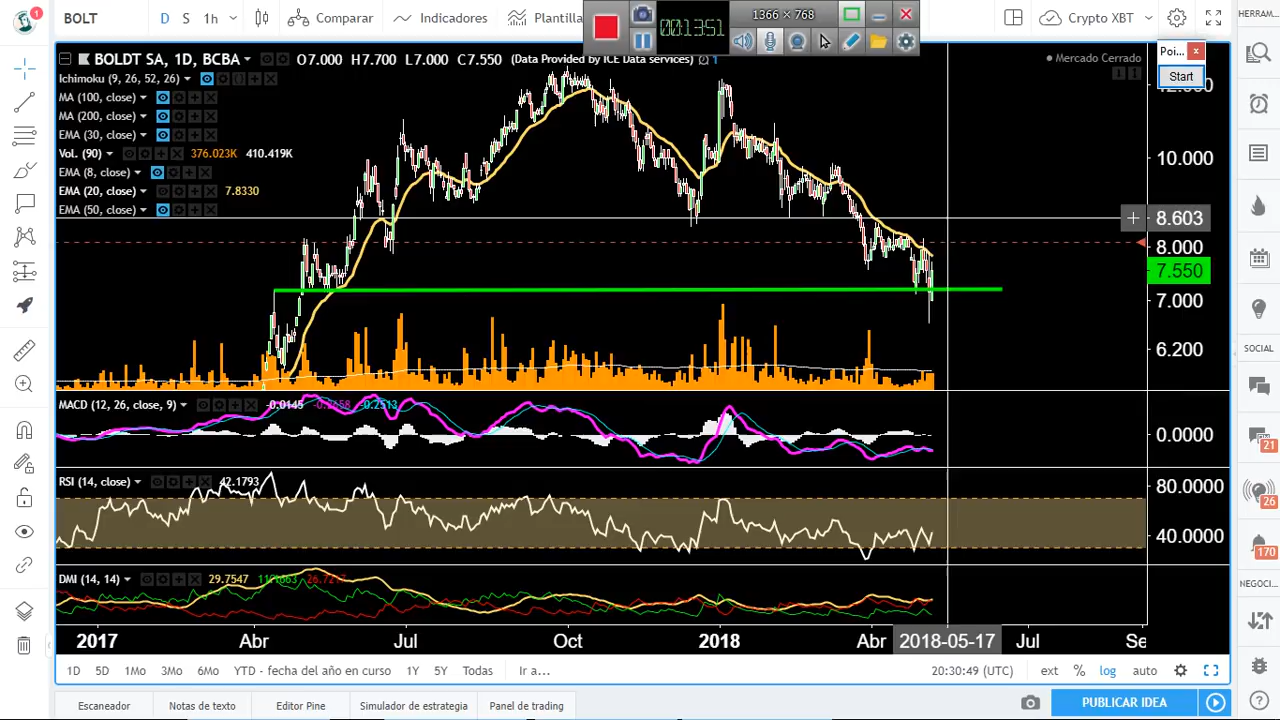 BOLT
D S 1h
Comparar
Indicadores
Plantilla
00:13:51
1366 x 768
Crypto XBT
HERRAM.
Poi... x
Start
BOLDT SA, 1D, BCBA
O7.000 H7.700 L7.000 C7.550 (Data Provided by ICE Data services)
1
Mercado Cerrado
Ichimoku (9, 26, 52, 26)
MA (100, close)
MA (200, close)
EMA (30, close)
Vol. (90) 376.023K 410.419K
EMA (8, close)
EMA (20, close) 7.8330
EMA (50, close)
12.000
10.000
8.603
8.000
7.550
7.000
6.200
MACD (12, 26, close, 9) -0.0145 -0.2513
0.0000
RSI (14, close) 42.1793
80.0000
40.0000
DMI (14, 14) 29.7547
2017 Abr Jul Oct 2018 Abr 2018-05-17 Jul Se
1D 5D 1Mo 3Mo 6Mo YTD - fecha del año en curso 1Y 5Y Todas Ir a...
20:30:49 (UTC) ext % log auto
Escaneador Notas de texto Editor Pine Simulador de estrategia Panel de trading
PUBLICAR IDEA
SOCIAL
21
26
170
NEGOCI...